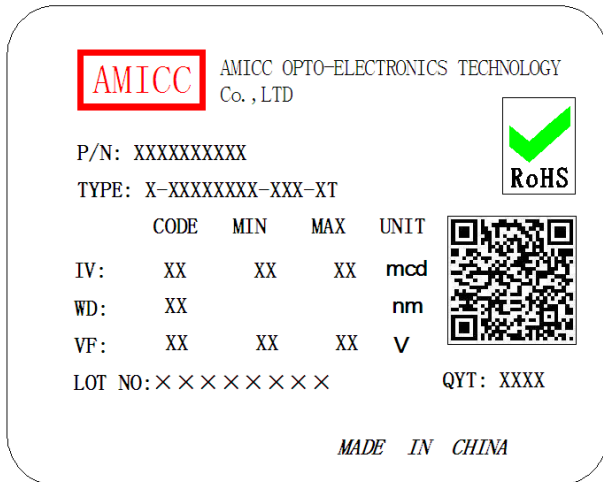 AMICC
AMICC OPTO-ELECTRONICS TECHNOLOGY
Co.,LTD
RoHS
P/N: XXXXXXXXXX
TYPE: X-XXXXXXXX-XXX-XT
CODE MIN MAX UNIT
IV: XX XX XX mcd
WD: XX nm
VF: XX XX XX V
LOT NO:××××××××
QYT: XXXX
MADE IN CHINA